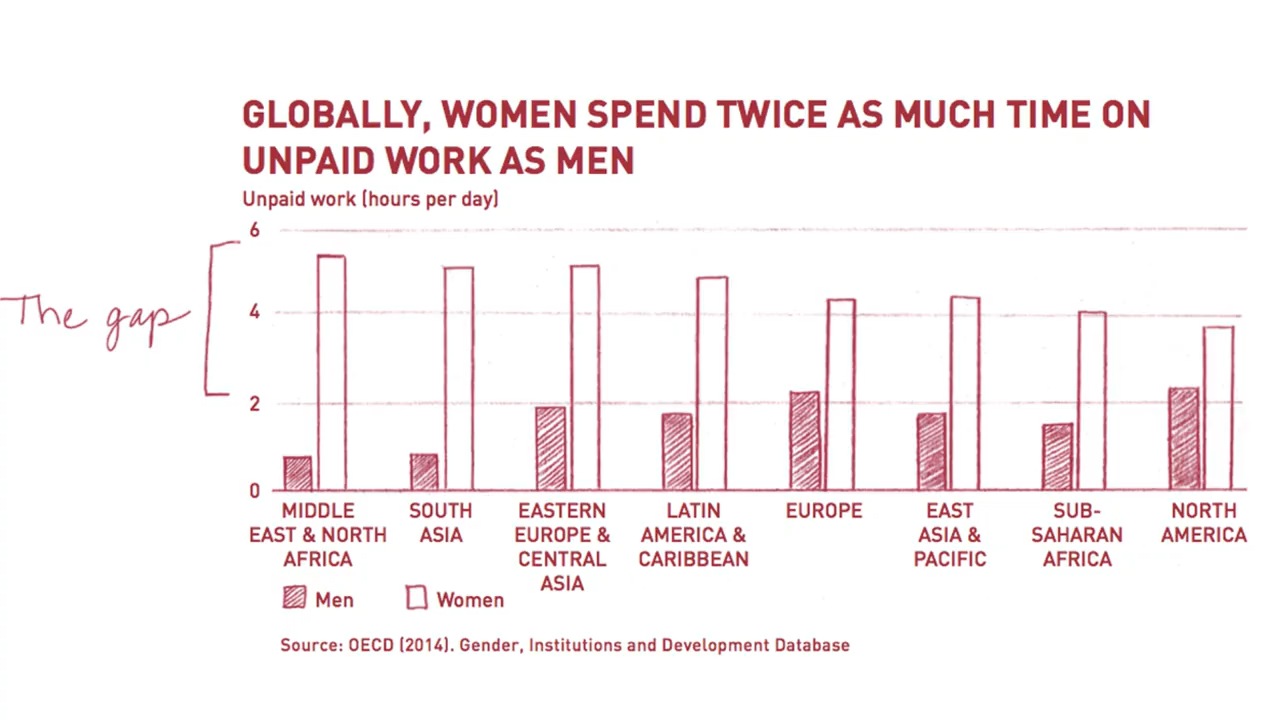 GLOBALLY, WOMEN SPEND TWICE AS MUCH TIME ON
UNPAID WORK AS MEN
Unpaid work (hours per day)
6
The gap
4
2
0
MIDDLE
EAST & NORTH
AFRICA
SOUTH
ASIA
EASTERN
EUROPE &
CENTRAL
ASIA
LATIN
AMERICA &
CARIBBEAN
EUROPE
EAST
ASIA &
PACIFIC
SUB-
SAHARAN
AFRICA
NORTH
AMERICA
Men
Women
Source: OECD (2014). Gender, Institutions and Development Database